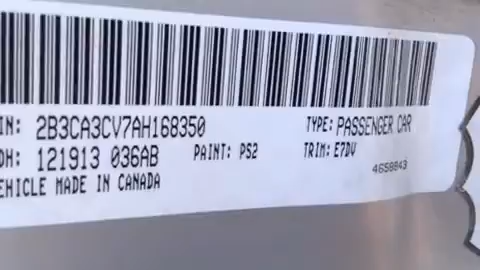 IN: 2B3CA3CV7AH168350 TYPE: PASSENGER CAR
DH: 121913 036AB PAINT: PS2 TRIM: E7DV
EHICLE MADE IN CANADA 4658843